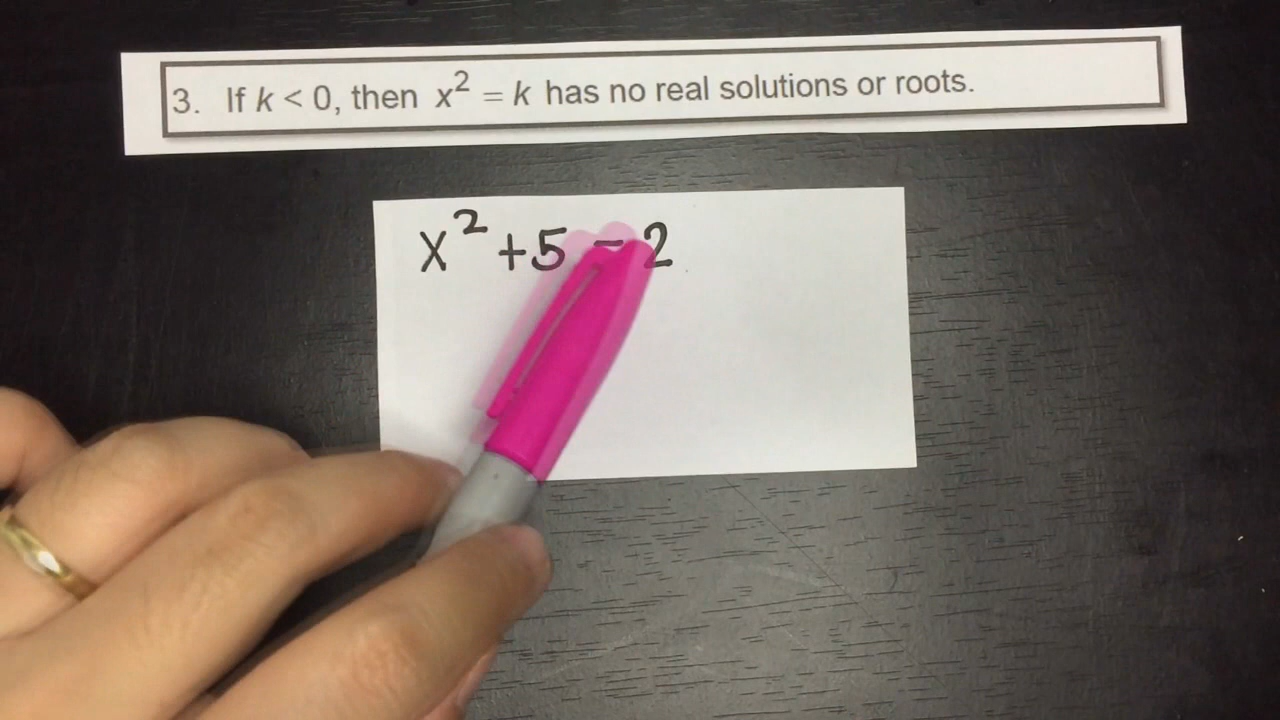 3. If k < 0, then x² = k has no real solutions or roots.
x² +5 = 2